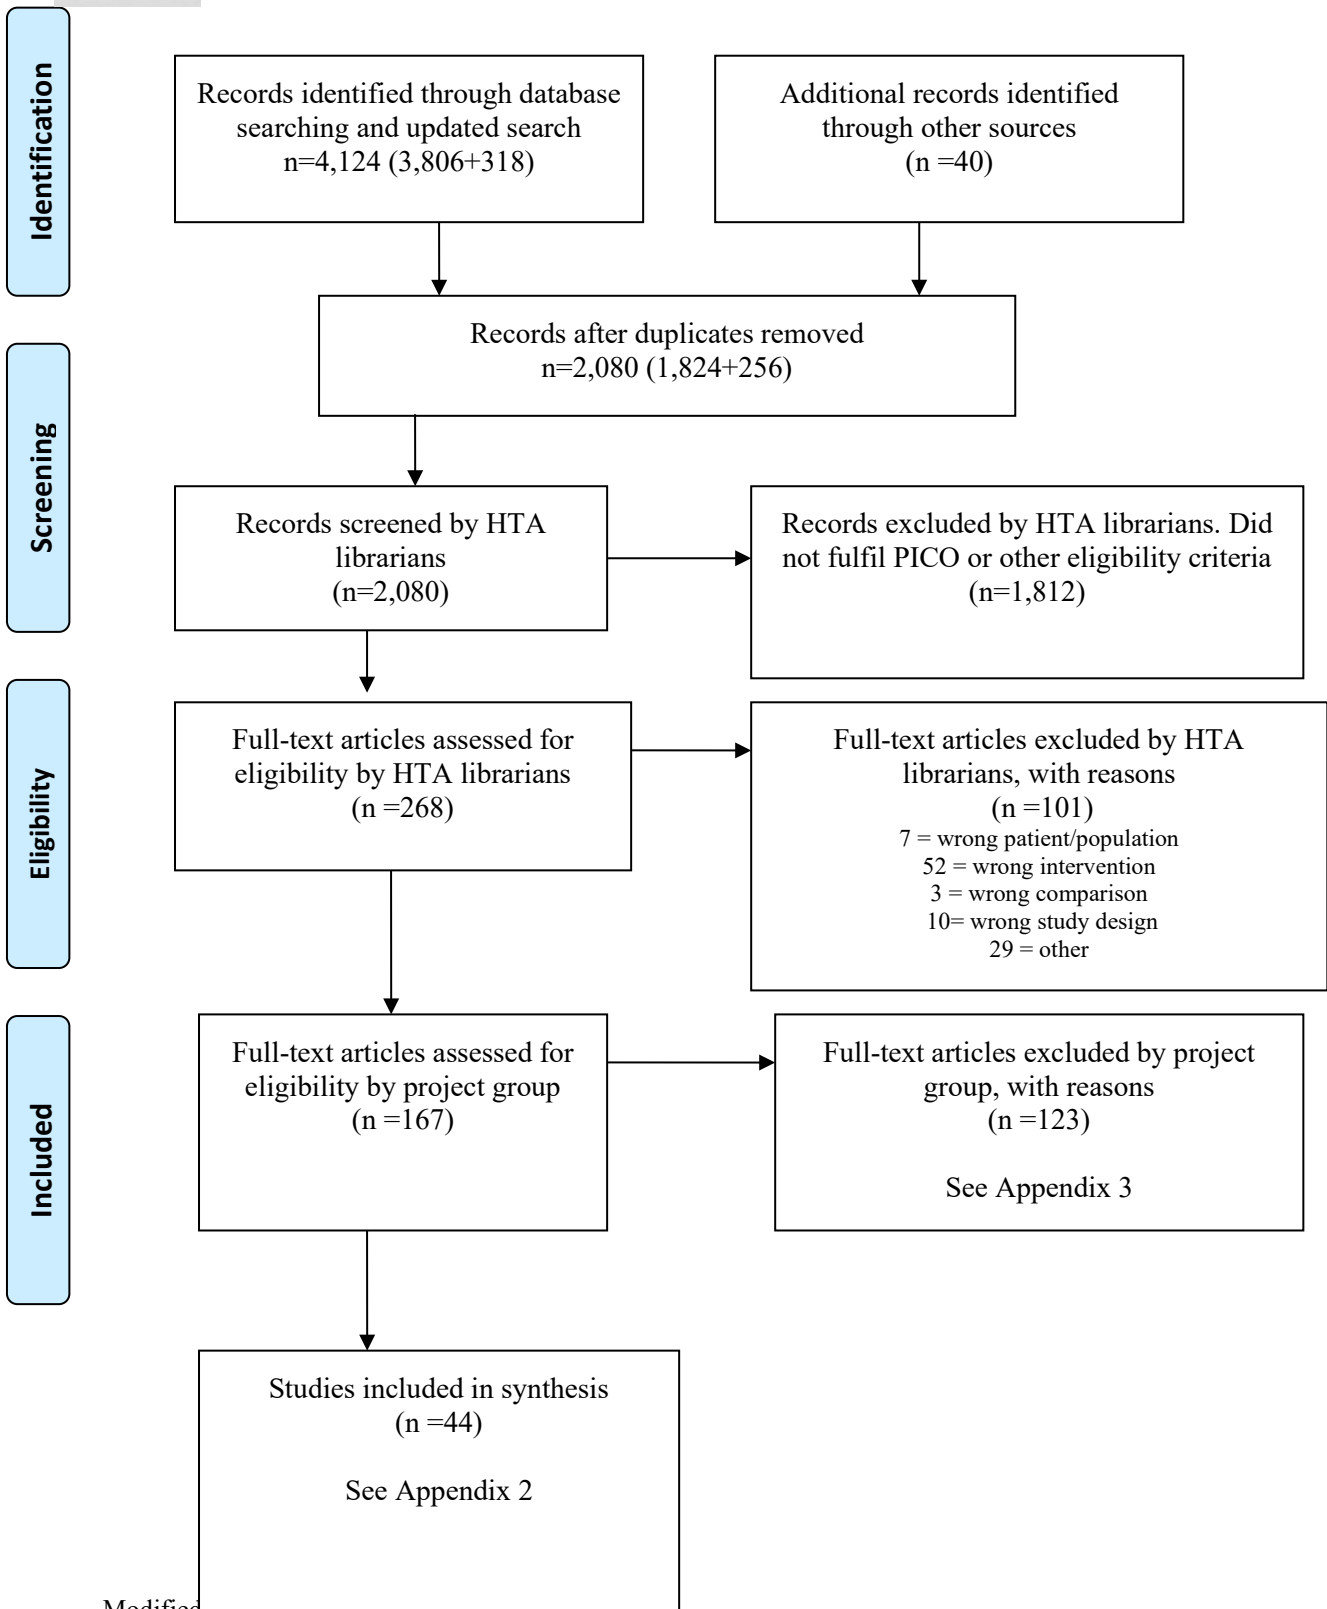 Identification
Records identified through database
searching and updated search
n=4,124 (3,806+318)
Additional records identified
through other sources
(n =40)
Records after duplicates removed
n=2,080 (1,824+256)
Screening
Records screened by HTA
librarians
(n=2,080)
Records excluded by HTA librarians. Did
not fulfil PICO or other eligibility criteria
(n=1,812)
Eligibility
Full-text articles assessed for
eligibility by HTA librarians
(n =268)
Full-text articles excluded by HTA
librarians, with reasons
(n =101)
7 = wrong patient/population
52 = wrong intervention
3 = wrong comparison
10= wrong study design
29 = other
Included
Full-text articles assessed for
eligibility by project group
(n =167)
Full-text articles excluded by project
group, with reasons
(n =123)
See Appendix 3
Studies included in synthesis
(n =44)
See Appendix 2
Modified